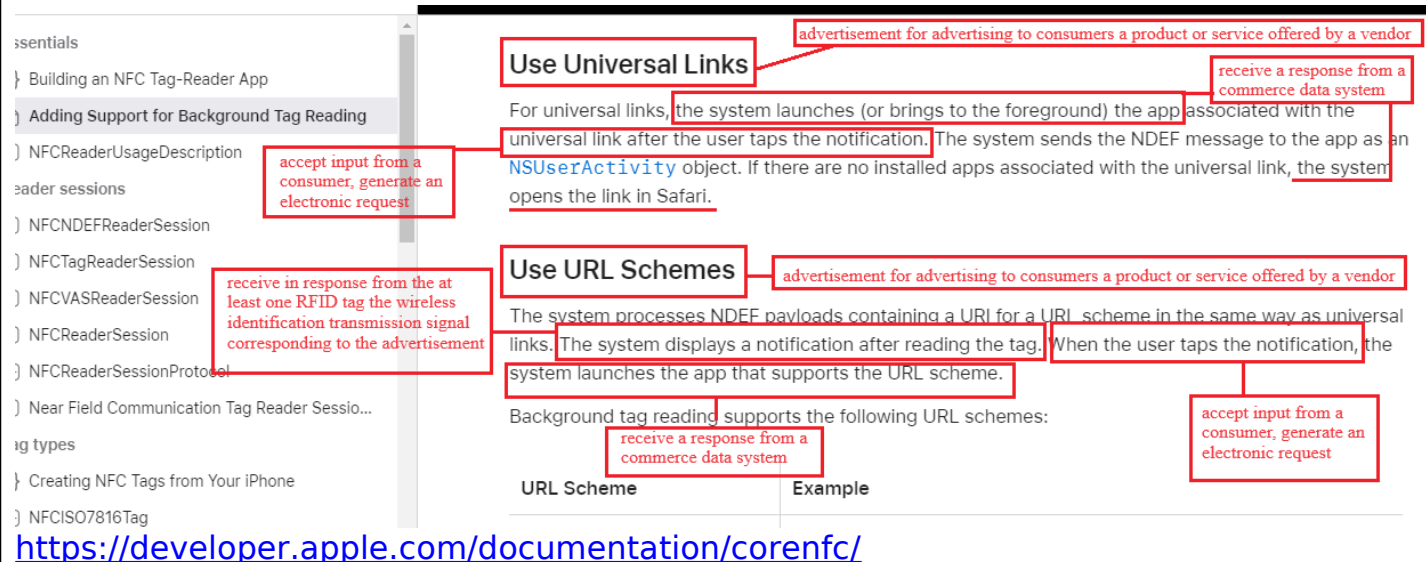 ssentials
Building an NFC Tag-Reader App
Adding Support for Background Tag Reading
NFCReaderUsageDescription
eader sessions
NFCNDEFReaderSession
NFCTagReaderSession
NFCVASReaderSession
NFCReaderSession
NFCReaderSessionProtocol
Near Field Communication Tag Reader Sessio...
ag types
Creating NFC Tags from Your iPhone
NFCISO7816Tag
advertisement for advertising to consumers a product or service offered by a vendor
Use Universal Links
receive a response from a
commerce data system
For universal links, the system launches (or brings to the foreground) the app associated with the
universal link after the user taps the notification. The system sends the NDEF message to the app as an
NSUserActivity object. If there are no installed apps associated with the universal link, the system
opens the link in Safari.
accept input from a
consumer, generate an
electronic request
Use URL Schemes
advertisement for advertising to consumers a product or service offered by a vendor
receive in response from the at
least one RFID tag the wireless
identification transmission signal
corresponding to the advertisement
The system processes NDEF payloads containing a URI for a URL scheme in the same way as universal
links. The system displays a notification after reading the tag. When the user taps the notification, the
system launches the app that supports the URL scheme.
Background tag reading supports the following URL schemes:
receive a response from a
commerce data system
accept input from a
consumer, generate an
electronic request
URL Scheme
Example
https://developer.apple.com/documentation/corenfc/